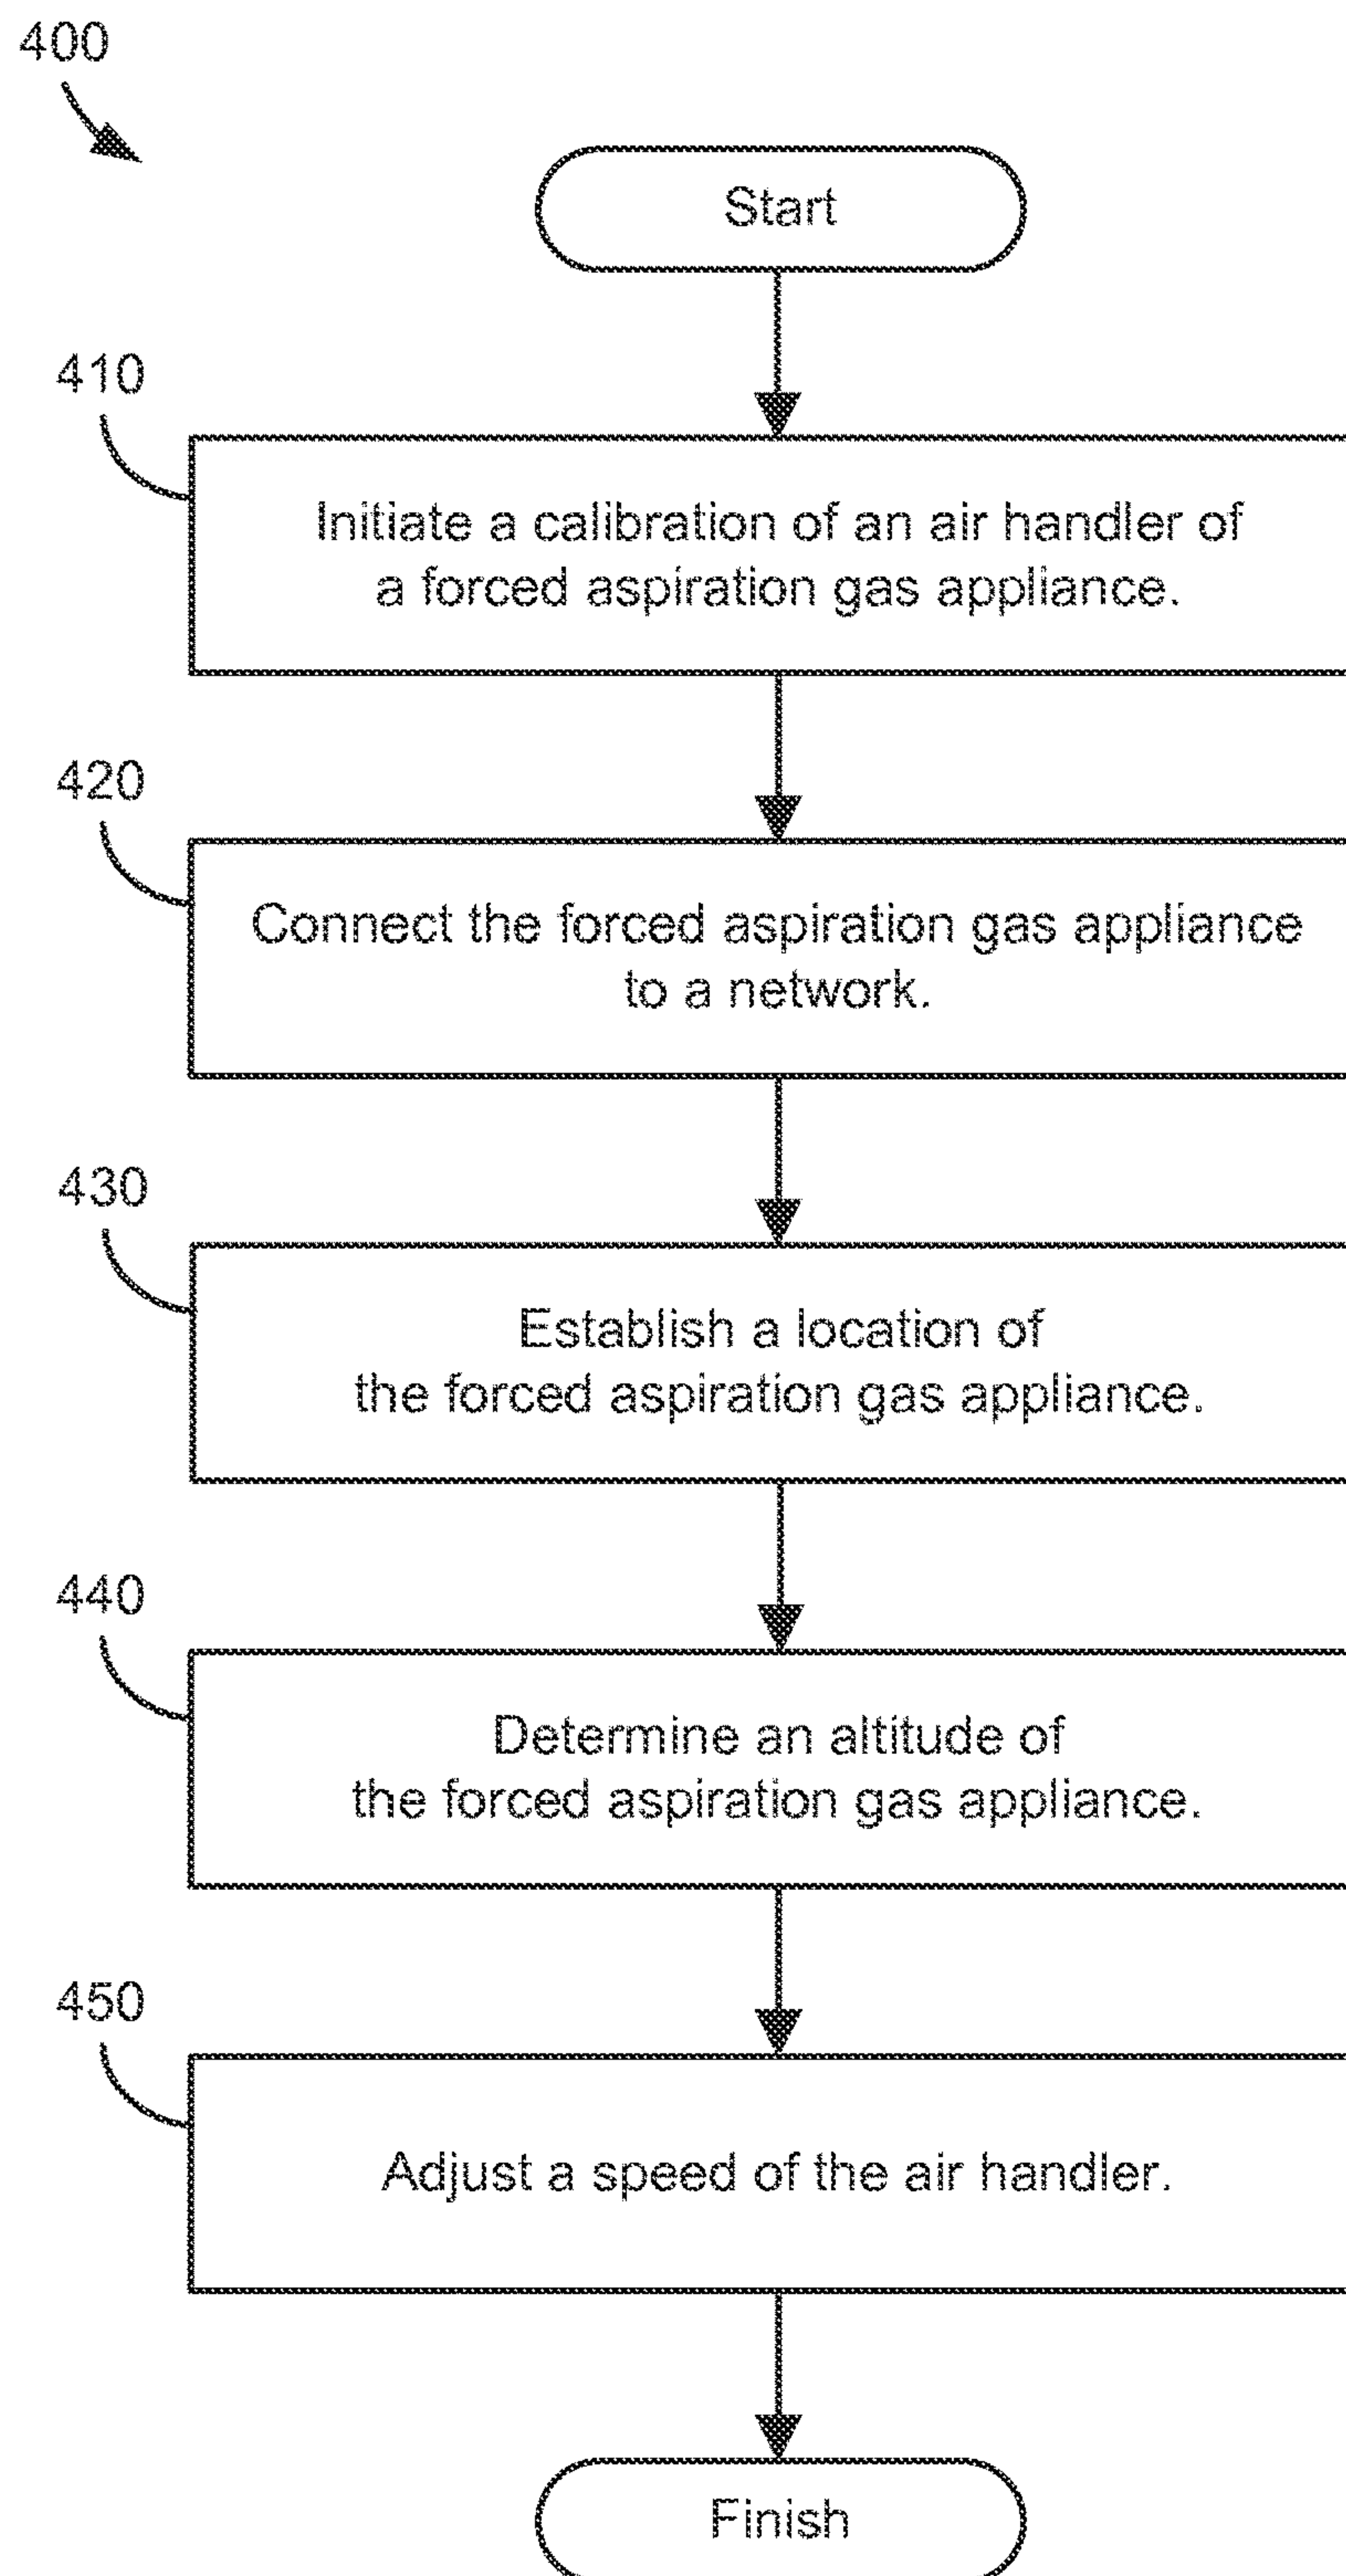 400
Start
410
Initiate a calibration of an air handler of
a forced aspiration gas appliance.
420
Connect the forced aspiration gas appliance
to a network.
430
Establish a location of
the forced aspiration gas appliance.
440
Determine an altitude of
the forced aspiration gas appliance.
450
Adjust a speed of the air handler.
Finish